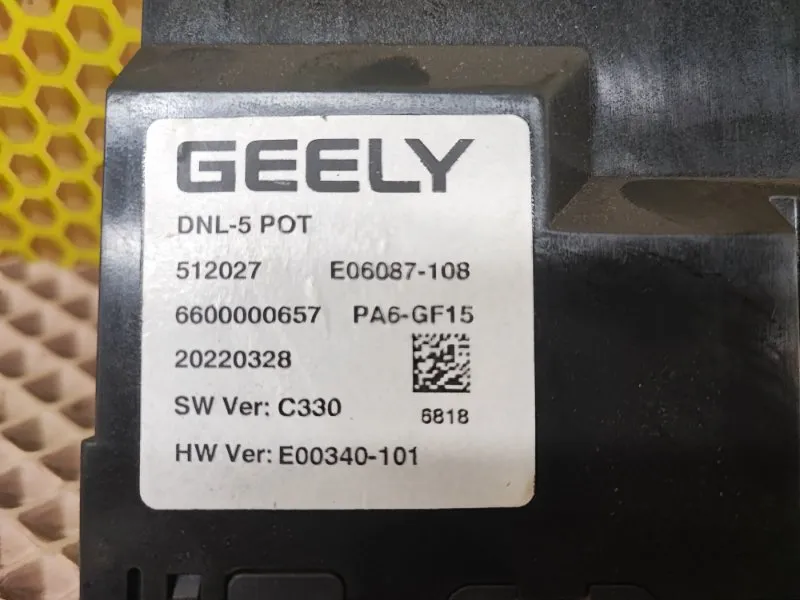 GEELY
DNL-5 POT
512027 E06087-108
6600000657 PA6-GF15
20220328
SW Ver: C330 6818
HW Ver: E00340-101